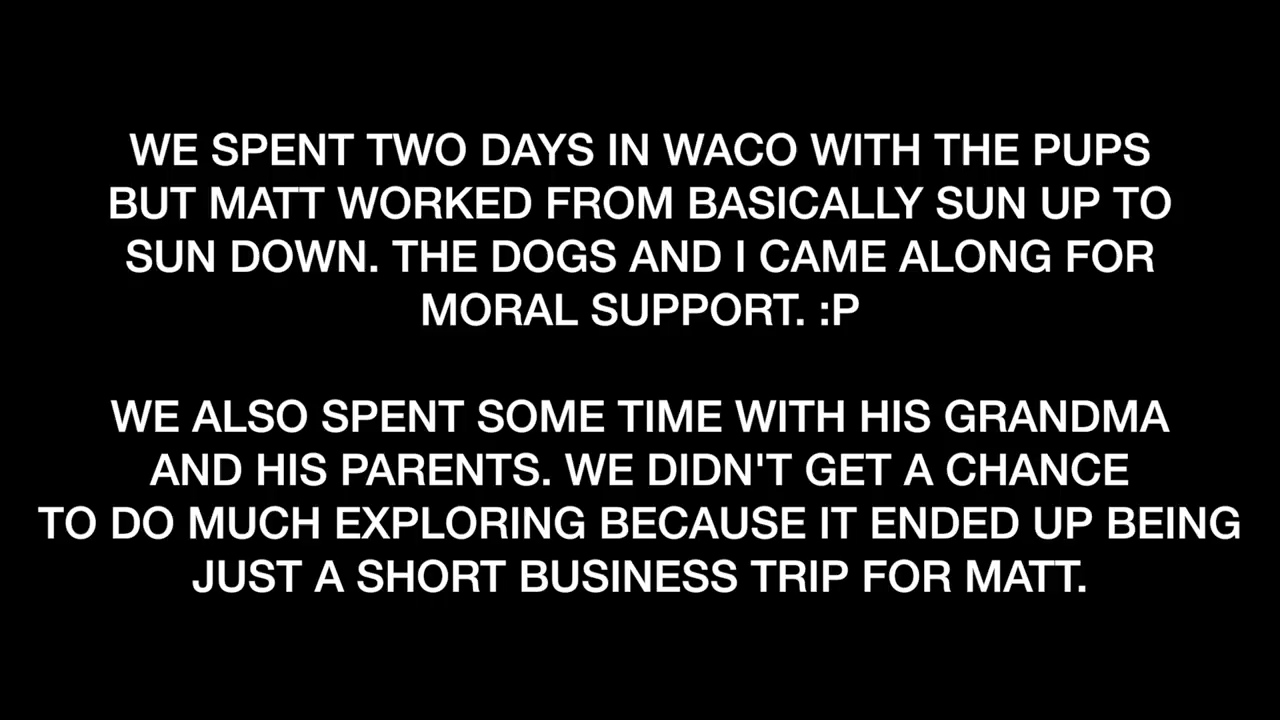 WE SPENT TWO DAYS IN WACO WITH THE PUPS
BUT MATT WORKED FROM BASICALLY SUN UP TO
SUN DOWN. THE DOGS AND I CAME ALONG FOR
MORAL SUPPORT. :P
WE ALSO SPENT SOME TIME WITH HIS GRANDMA
AND HIS PARENTS. WE DIDN'T GET A CHANCE
TO DO MUCH EXPLORING BECAUSE IT ENDED UP BEING
JUST A SHORT BUSINESS TRIP FOR MATT.